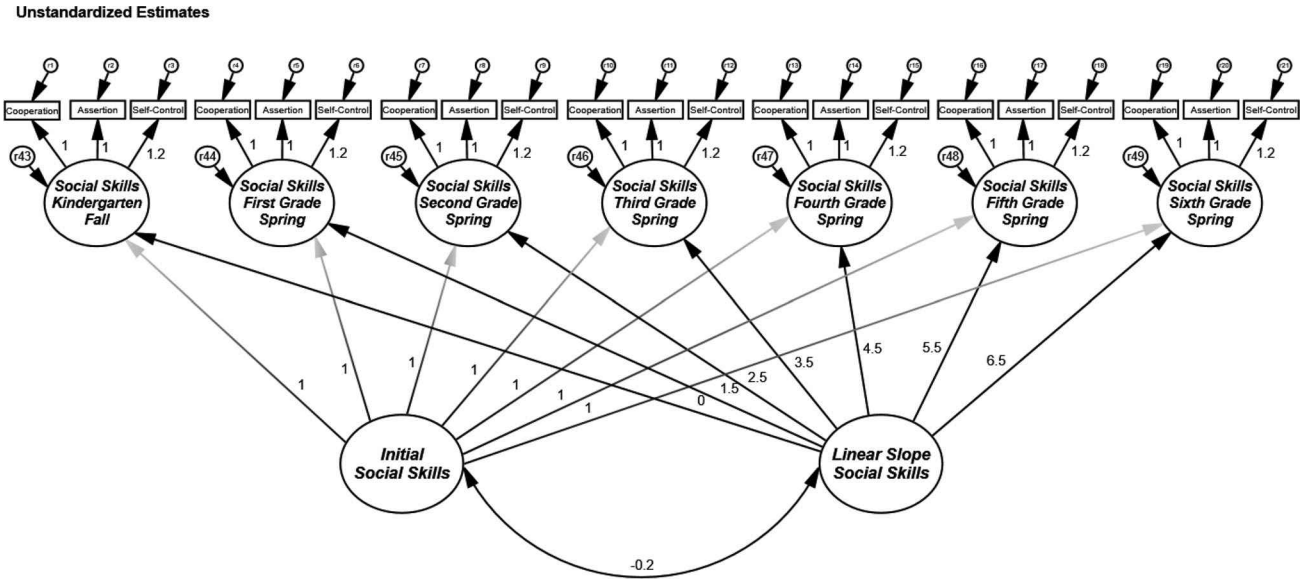 Unstandardized Estimates
r1 r2 r3 r4 r5 r6 r7 r8 r9 r10 r11 r12 r13 r14 r15 r16 r17 r18 r19 r20 r21
Cooperation Assertion Self-Control Cooperation Assertion Self-Control Cooperation Assertion Self-Control Cooperation Assertion Self-Control Cooperation Assertion Self-Control Cooperation Assertion Self-Control Cooperation Assertion Self-Control
1 1 1.2 1 1 1.2 1 1 1.2 1 1 1.2 1 1 1.2 1 1 1.2 1 1 1.2
r43 r44 r45 r46 r47 r48 r49
Social Skills
Kindergarten
Fall
Social Skills
First Grade
Spring
Social Skills
Second Grade
Spring
Social Skills
Third Grade
Spring
Social Skills
Fourth Grade
Spring
Social Skills
Fifth Grade
Spring
Social Skills
Sixth Grade
Spring
1 1 1 1 1 1 1
0 1.5 2.5 3.5 4.5 5.5 6.5
Initial
Social Skills
Linear Slope
Social Skills
-0.2